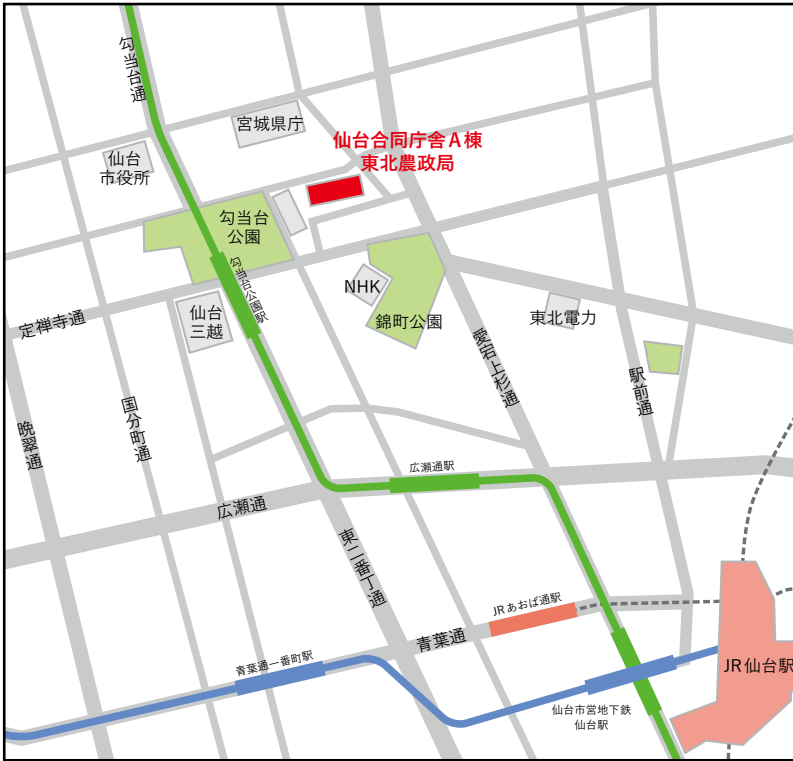 勾当台通
宮城県庁
仙台合同庁舎A棟
東北農政局
仙台
市役所
勾当台
公園
勾当台公園駅
NHK
仙台
三越
定禅寺通
錦町公園
東北電力
愛宕上杉通
駅前通
国分町通
晩翠通
広瀬通駅
広瀬通
東二番丁通
JRあおば通駅
青葉通
青葉通一番町駅
JR仙台駅
仙台市営地下鉄
仙台駅